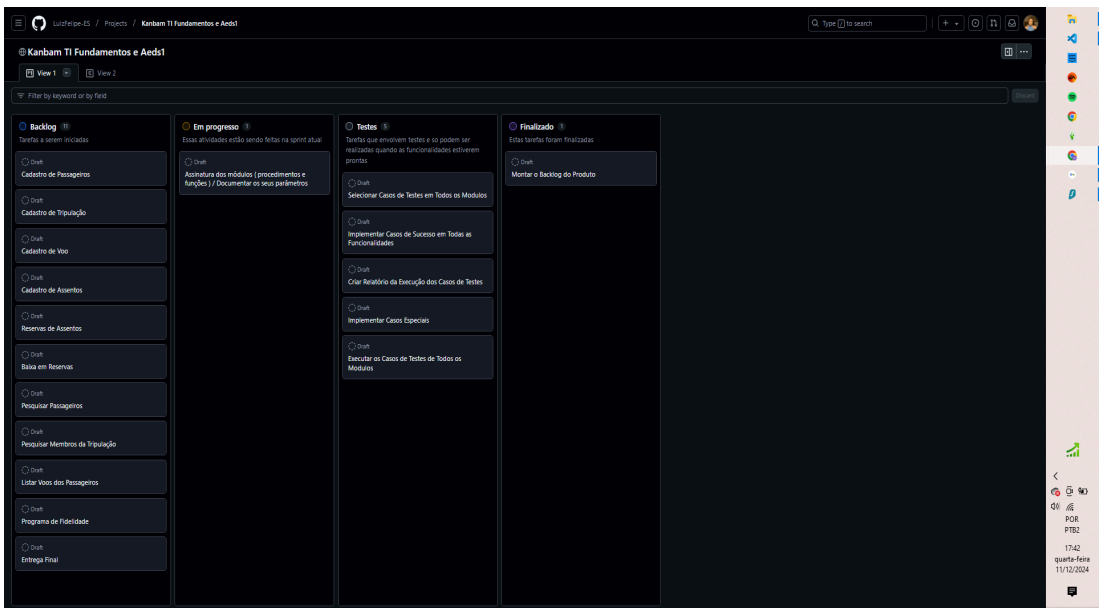 LuizFelipe-ES / Projects / Kanbam TI Fundamentos e Aeds1
Type / to search
Kanbam TI Fundamentos e Aeds1
View 1
View 2
Filter by keyword or by field
Discard
Backlog 11
Tarefas a serem iniciadas
Draft
Cadastro de Passageiros
Draft
Cadastro de Tripulação
Draft
Cadastro de Voo
Draft
Cadastro de Assentos
Draft
Reservas de Assentos
Draft
Baixa em Reservas
Draft
Pesquisar Passageiros
Draft
Pesquisar Membros da Tripulação
Draft
Listar Voos dos Passageiros
Draft
Programa de Fidelidade
Draft
Entrega Final
Em progresso 1
Essas atividades estão sendo feitas na sprint atual
Draft
Assinatura dos módulos ( procedimentos e
funções ) / Documentar os seus parâmetros
Testes 5
Tarefas que envolvem testes e so podem ser
realizadas quando as funcionalidades estiverem
prontas
Draft
Selecionar Casos de Testes em Todos os Modulos
Draft
Implementar Casos de Sucesso em Todas as
Funcionalidades
Draft
Criar Relatório da Execução dos Casos de Testes
Draft
Implementar Casos Especiais
Draft
Executar os Casos de Testes de Todos os
Modulos
Finalizado 1
Estas tarefas foram finalizadas
Draft
Montar o Backlog do Produto
POR
PTB2
17:42
quarta-feira
11/12/2024